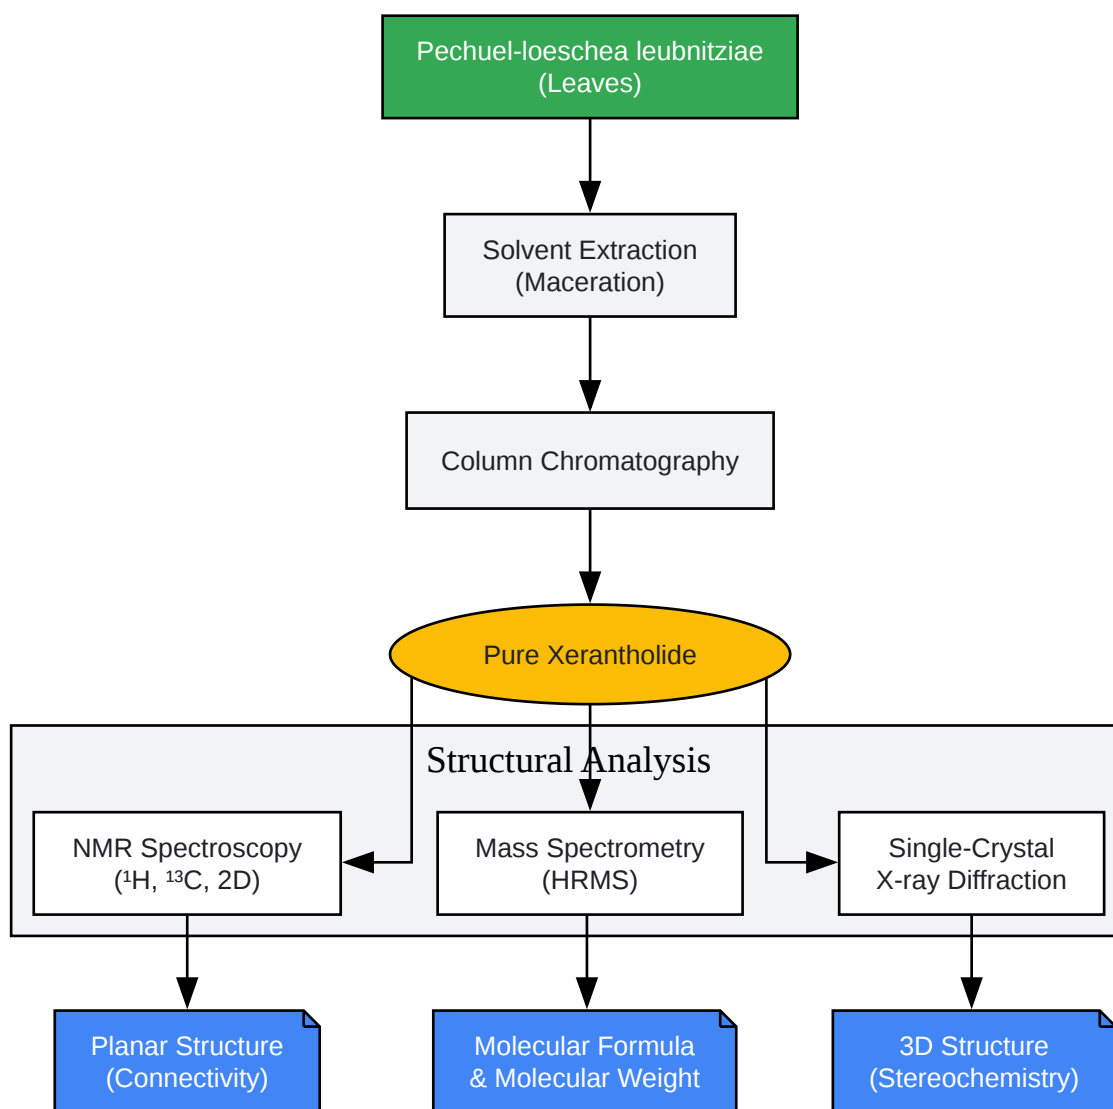 Pechuel-loeschea leubnitziae
(Leaves)
Solvent Extraction
(Maceration)
Column Chromatography
Pure Xerantholide
Structural Analysis
NMR Spectroscopy
(¹H, ¹³C, 2D)
Mass Spectrometry
(HRMS)
Single-Crystal
X-ray Diffraction
Planar Structure
(Connectivity)
Molecular Formula
& Molecular Weight
3D Structure
(Stereochemistry)